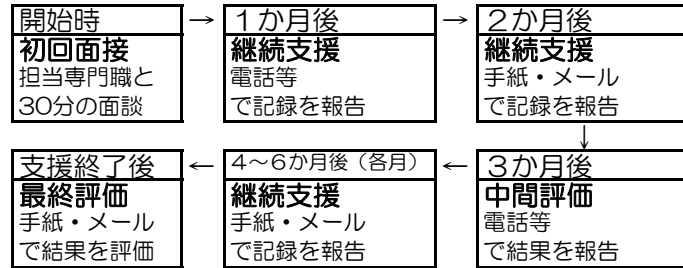 開始時
初回面接
担当専門職と
30分の面談
→
１か月後
継続支援
電話等
で記録を報告
→
２か月後
継続支援
手紙・メール
で記録を報告
↓
３か月後
中間評価
電話等
で結果を報告
←
４～６か月後（各月）
継続支援
手紙・メール
で記録を報告
←
支援終了後
最終評価
手紙・メール
で結果を評価